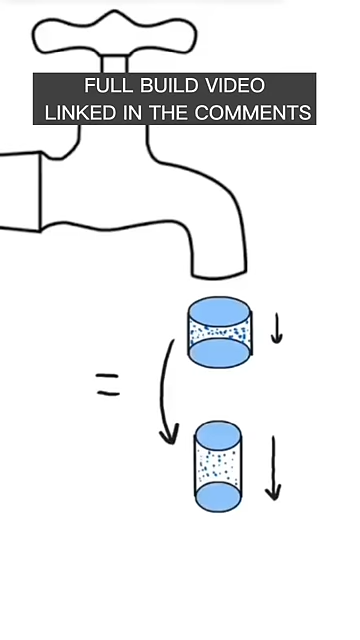 FULL BUILD VIDEO
LINKED IN THE COMMENTS
=